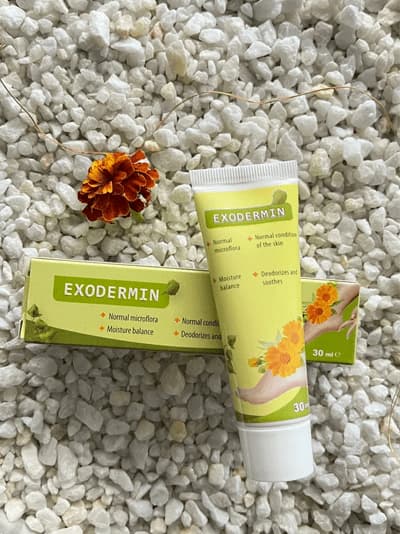 EXODERMIN
Normal
microflora
Normal condition
of the skin
Moisture
balance
Deodorizes and
soothes
30
EXODERMIN
Normal microflora
Moisture balance
Normal
Deodorizes and
30 ml ℮